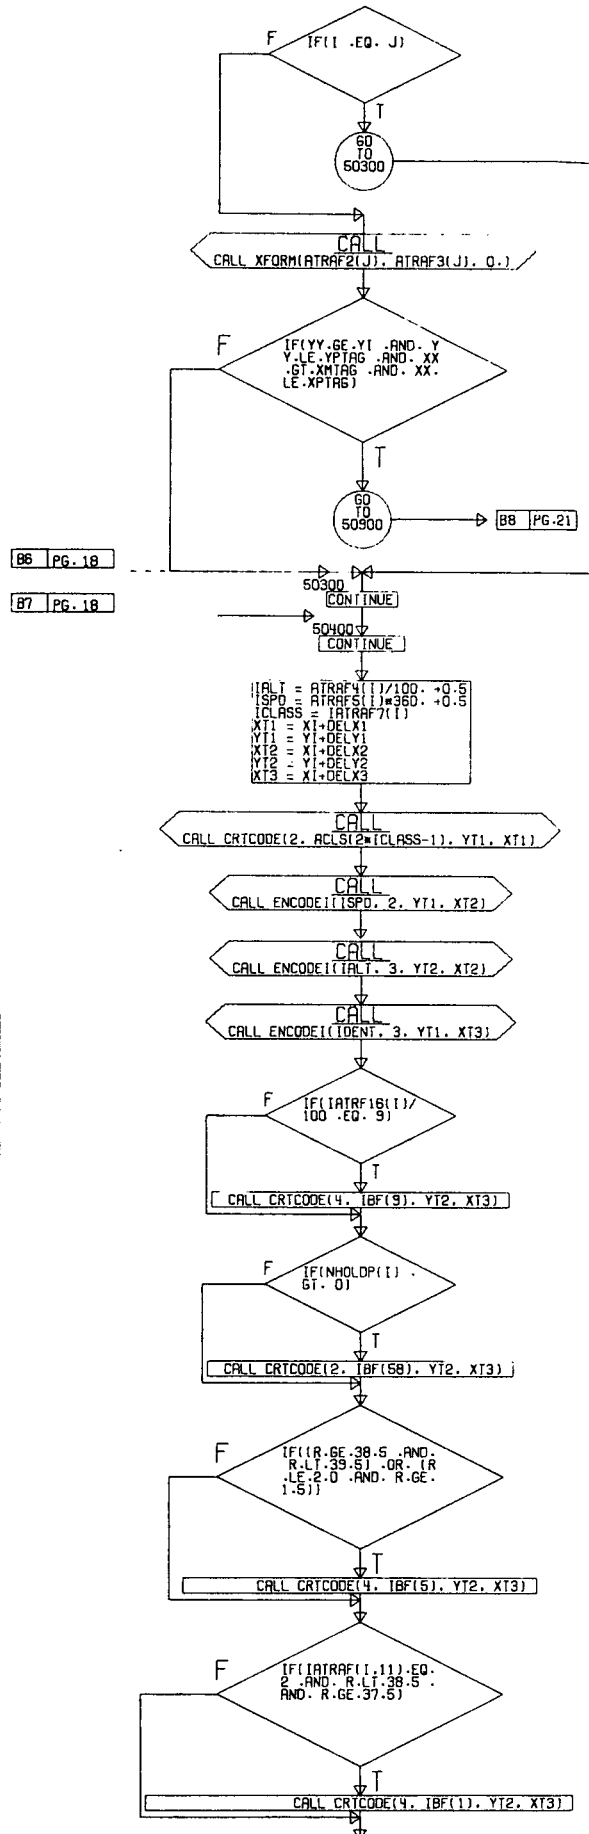 F
IF(I .EQ. J)
T
GO
TO
50300
CALL
CALL XFORM(ATRAF2(J). ATRAF3(J). 0.)
F
IF(YY.GE.YI .AND. Y
Y.LE.YPTAG .AND. XX
.GT.XMTAG .AND. XX.
LE.XPTAG)
T
GO
TO
50900
B8 PG.21
B6 PG.18
50300
CONTINUE
B7 PG.18
50400
CONTINUE
IALT = ATRAF4(I)/100. +0.5
ISPD = ATRAF5(I)*360. +0.5
ICLASS = IATRAF7(I)
XT1 = XI+DELX1
YT1 = YI+DELY1
XT2 = XI+DELX2
YT2 = YI+DELY2
XT3 = XI+DELX3
CALL
CALL CRTCODE(2. ACLS(2*ICLASS-1). YT1. XT1)
CALL
CALL ENCODEI(ISPD. 2. YT1. XT2)
CALL
CALL ENCODEI(IALT. 3. YT2. XT2)
CALL
CALL ENCODEI(IDENT. 3. YT1. XT3)
F
IF(IATRF16(I)/
100 .EQ. 9)
T
CALL CRTCODE(4. IBF(9). YT2. XT3)
F
IF(NHOLDP(I) .
GT. 0)
T
CALL CRTCODE(2. IBF(58). YT2. XT3)
F
IF((R.GE.38.5 .AND.
R.LT.39.5) .OR. (R
.LE.2.0 .AND. R.GE.
1.5))
T
CALL CRTCODE(4. IBF(5). YT2. XT3)
F
IF(IATRAF(I,11).EQ.
2 .AND. R.LT.38.5 .
AND. R.GE.37.5)
T
CALL CRTCODE(4. IBF(1). YT2. XT3)